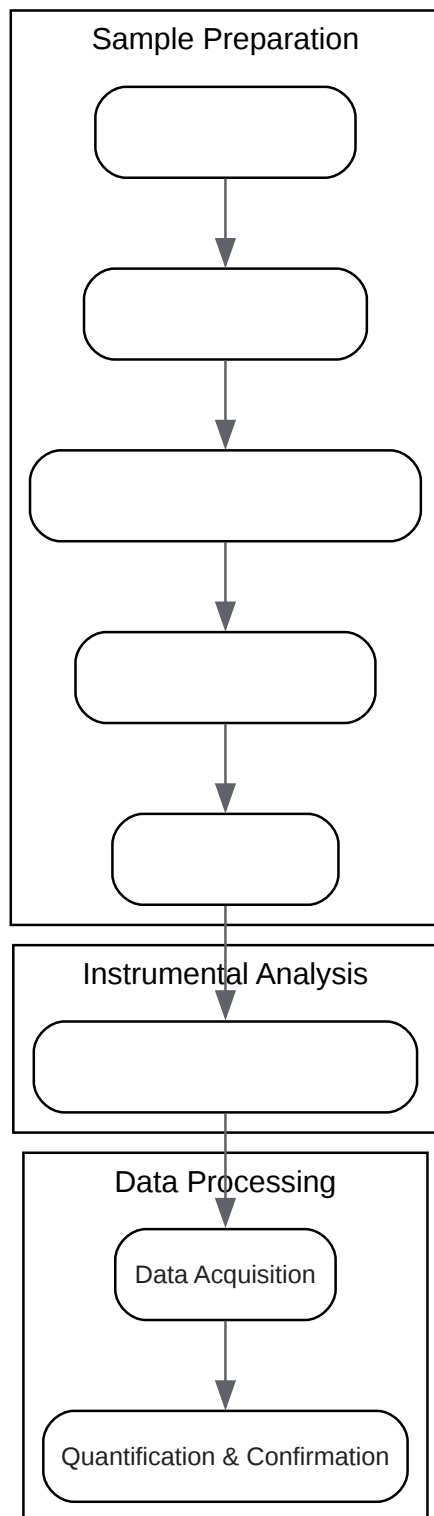 Sample Preparation
Instrumental Analysis
Data Processing
Data Acquisition
Quantification & Confirmation